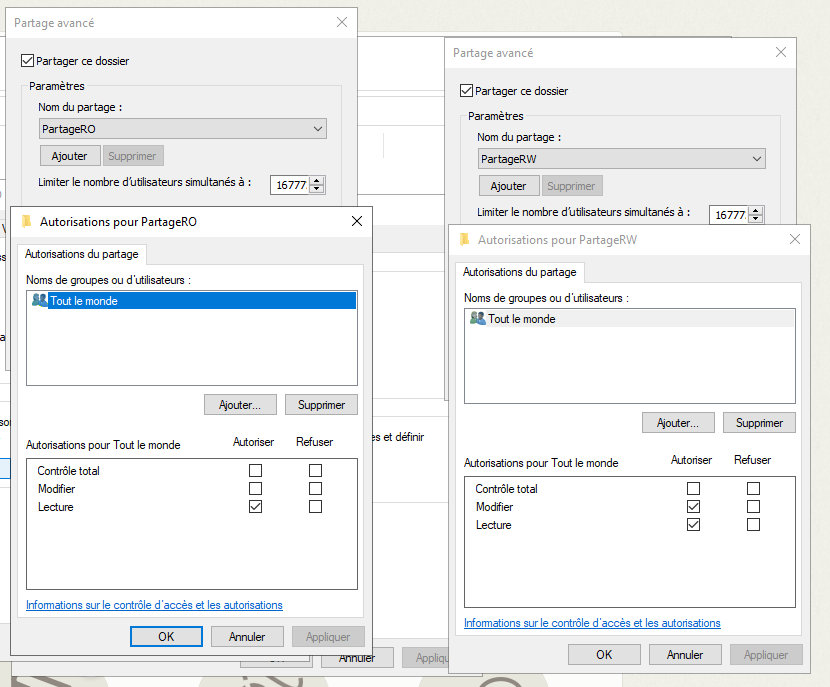 Partage avancé
Partager ce dossier
Paramètres
Nom du partage :
PartageRO
Ajouter
Supprimer
Limiter le nombre d'utilisateurs simultanés à :
16777
Autorisations pour PartageRO
Autorisations du partage
Noms de groupes ou d'utilisateurs :
Tout le monde
Ajouter...
Supprimer
Autorisations pour Tout le monde
Autoriser
Refuser
Contrôle total
Modifier
Lecture
Informations sur le contrôle d'accès et les autorisations
OK
Annuler
Appliquer
es et définir
Annuler
Partage avancé
Partager ce dossier
Paramètres
Nom du partage :
PartageRW
Ajouter
Supprimer
Limiter le nombre d'utilisateurs simultanés à :
16777
Autorisations pour PartageRW
Autorisations du partage
Noms de groupes ou d'utilisateurs :
Tout le monde
Ajouter...
Supprimer
Autorisations pour Tout le monde
Autoriser
Refuser
Contrôle total
Modifier
Lecture
Informations sur le contrôle d'accès et les autorisations
OK
Annuler
Appliquer